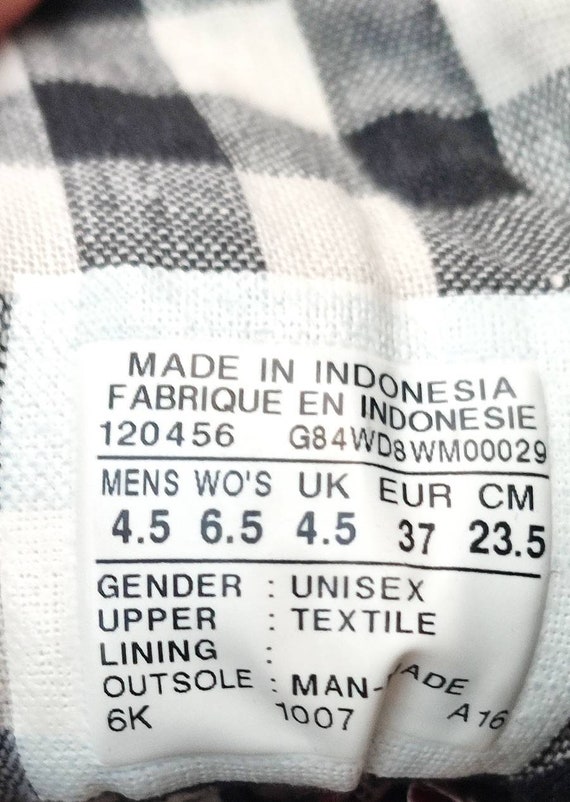 MADE IN INDONESIA
FABRIQUE EN INDONESIE
120456 G84WD8WM00029
MENS WO'S UK EUR CM
4.5 6.5 4.5 37 23.5
GENDER : UNISEX
UPPER : TEXTILE
LINING :
OUTSOLE : MAN-MADE
6K 1007 A16